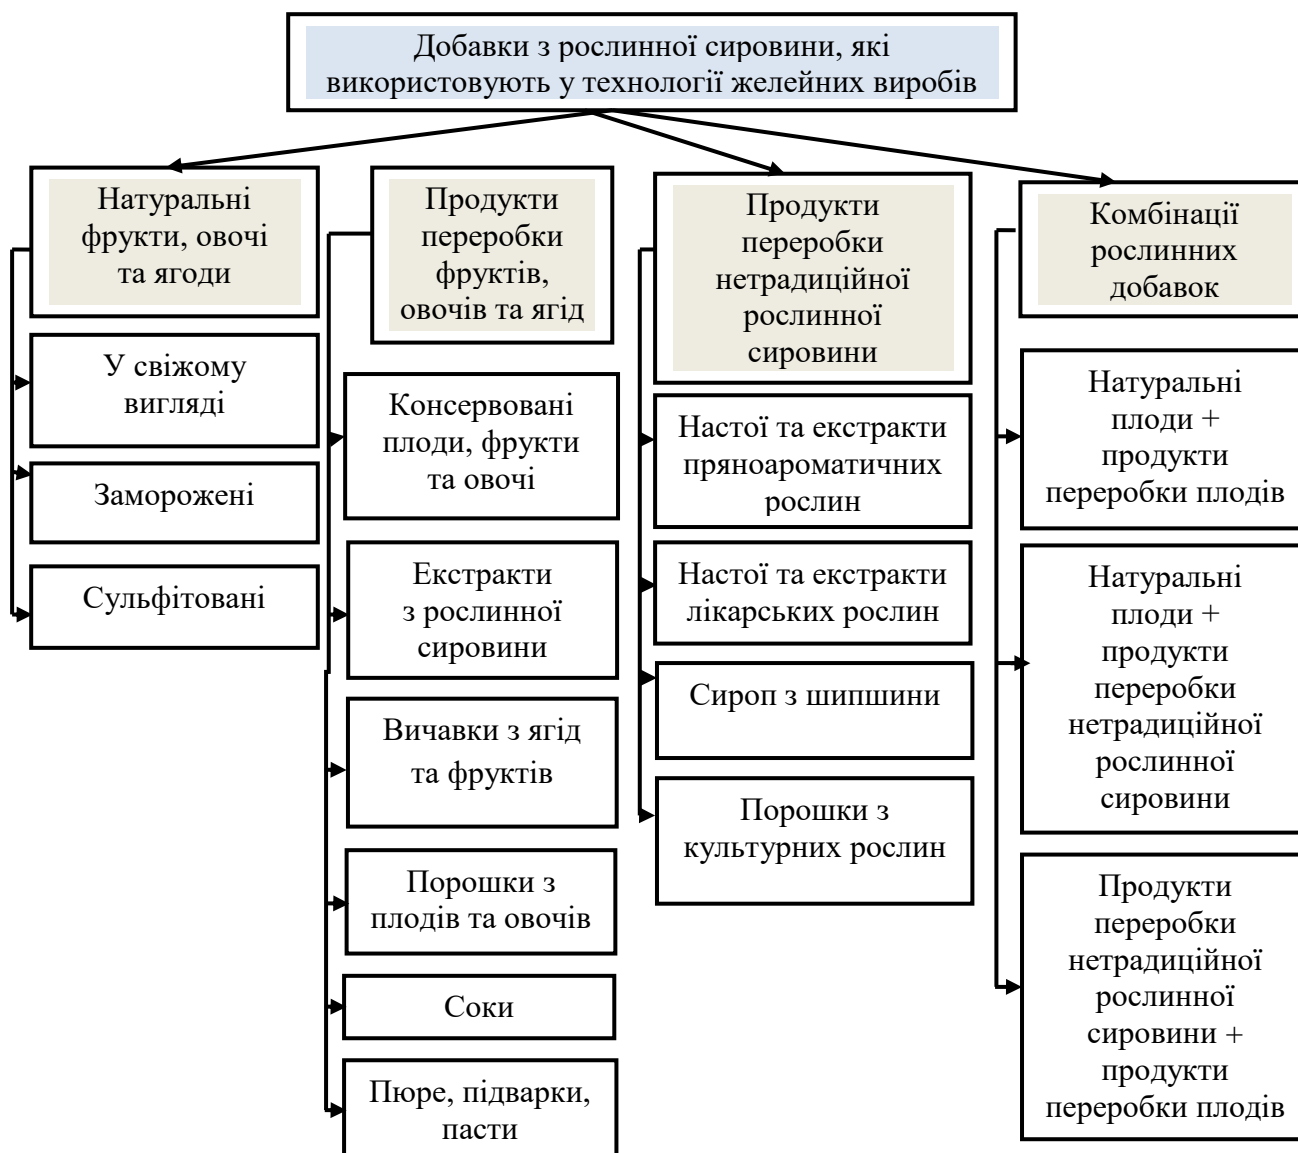 Добавки з рослинної сировини, які
використовують у технології желейних виробів
Натуральні
фрукти, овочі
та ягоди
У свіжому
вигляді
Заморожені
Сульфітовані
Продукти
переробки
фруктів,
овочів та ягід
Консервовані
плоди, фрукти
та овочі
Екстракти
з рослинної
сировини
Вичавки з ягід
та фруктів
Порошки з
плодів та овочів
Соки
Пюре, підварки,
пасти
Продукти
переробки
нетрадиційної
рослинної
сировини
Настої та екстракти
пряноароматичних
рослин
Настої та екстракти
лікарських рослин
Сироп з шипшини
Порошки з
культурних рослин
Комбінації
рослинних
добавок
Натуральні
плоди +
продукти
переробки плодів
Натуральні
плоди +
продукти
переробки
нетрадиційної
рослинної
сировини
Продукти
переробки
нетрадиційної
рослинної
сировини +
продукти
переробки плодів